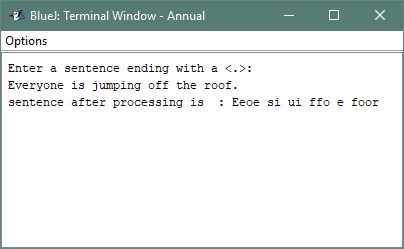 BlueJ: Terminal Window - Annual
Options
Enter a sentence ending with a <.>:
Everyone is jumping off the roof.
sentence after processing is  : Eeoe si ui ffo e foor